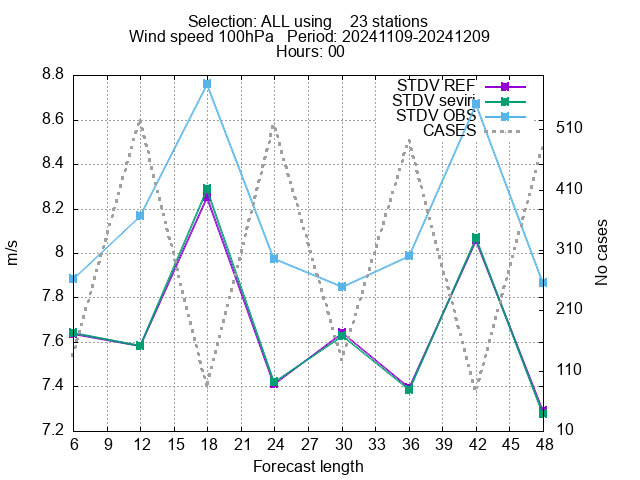 Selection: ALL using 23 stations
Wind speed 100hPa Period: 20241109-20241209
Hours: 00
STDV REF
STDV seviri
STDV OBS
CASES
8.8
8.6
8.4
8.2
8
7.8
7.6
7.4
7.2
m/s
510
410
310
210
110
10
No cases
6 9 12 15 18 21 24 27 30 33 36 39 42 45 48
Forecast length